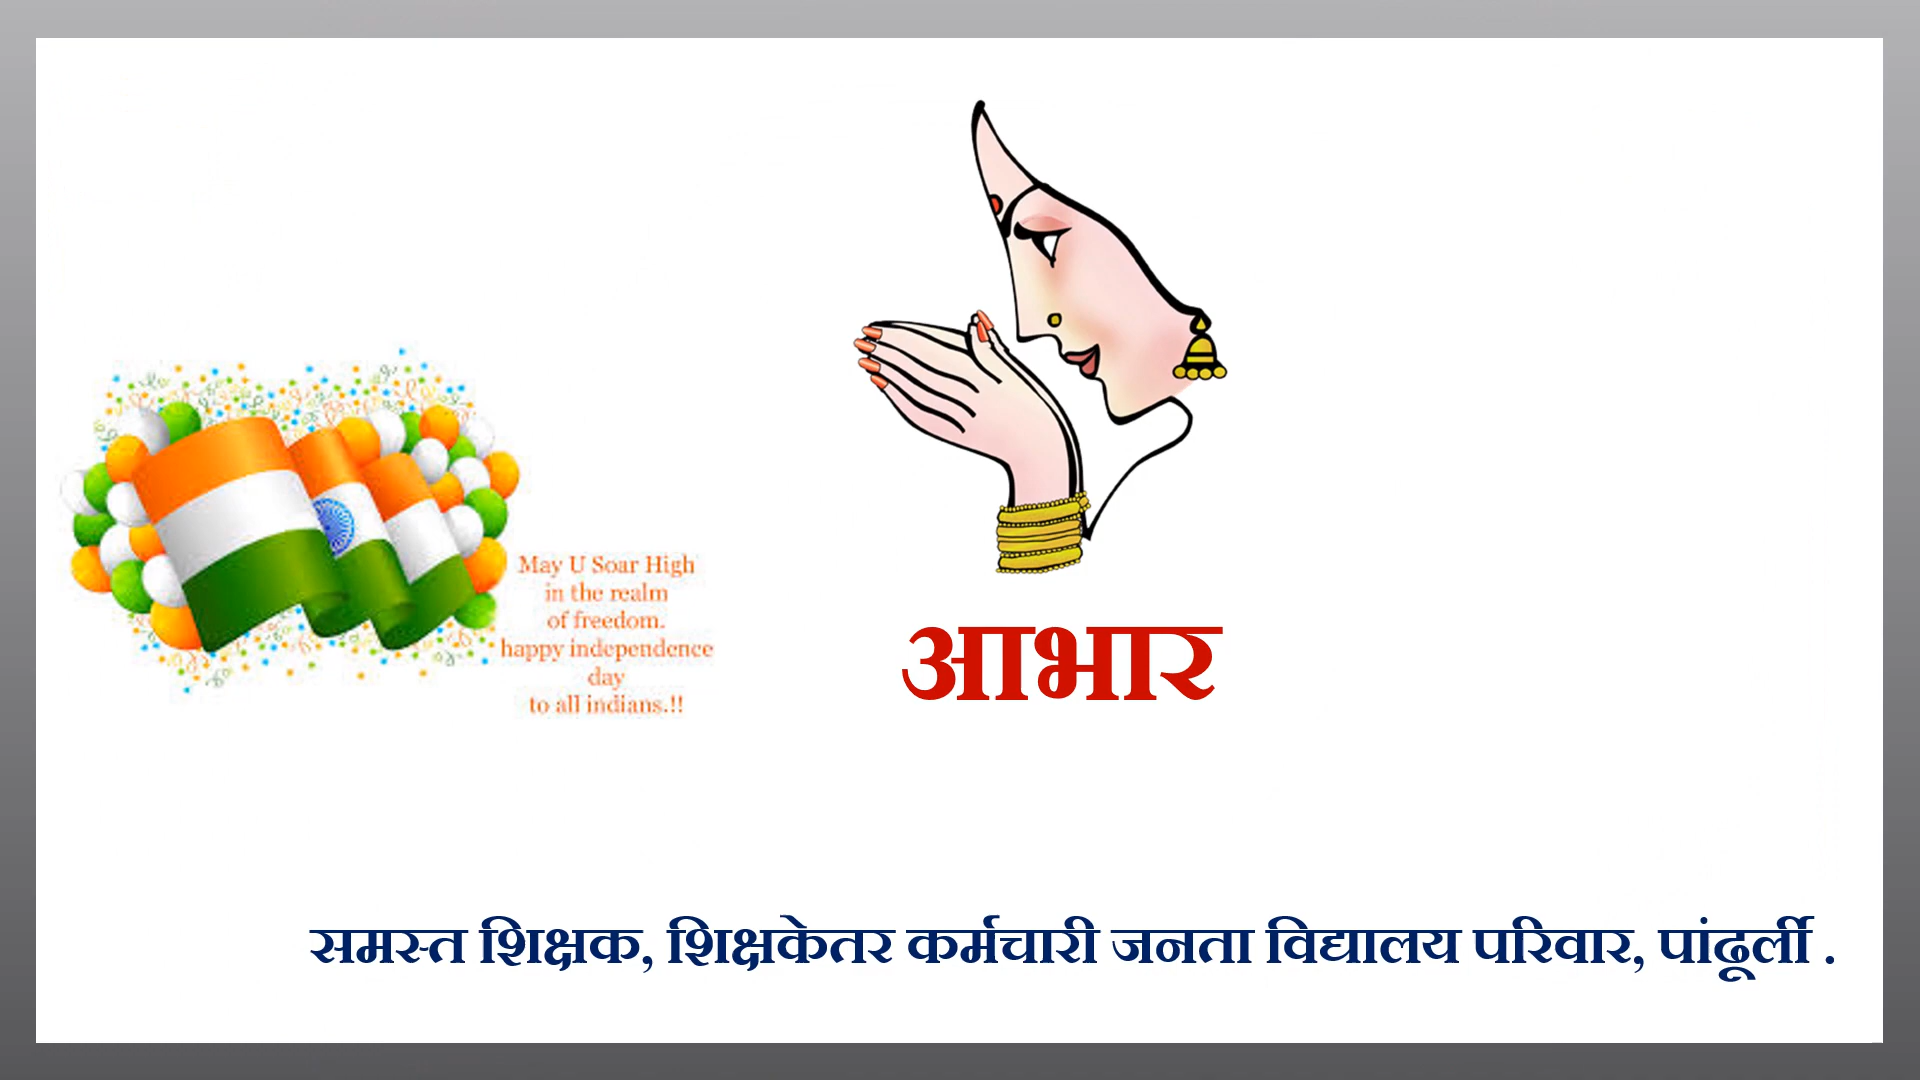 May U Soar High
in the realm
of freedom.
happy independence
day
to all indians.!!
आभार
समस्त शिक्षक, शिक्षकेतर कर्मचारी जनता विद्यालय परिवार, पांढूर्ली .